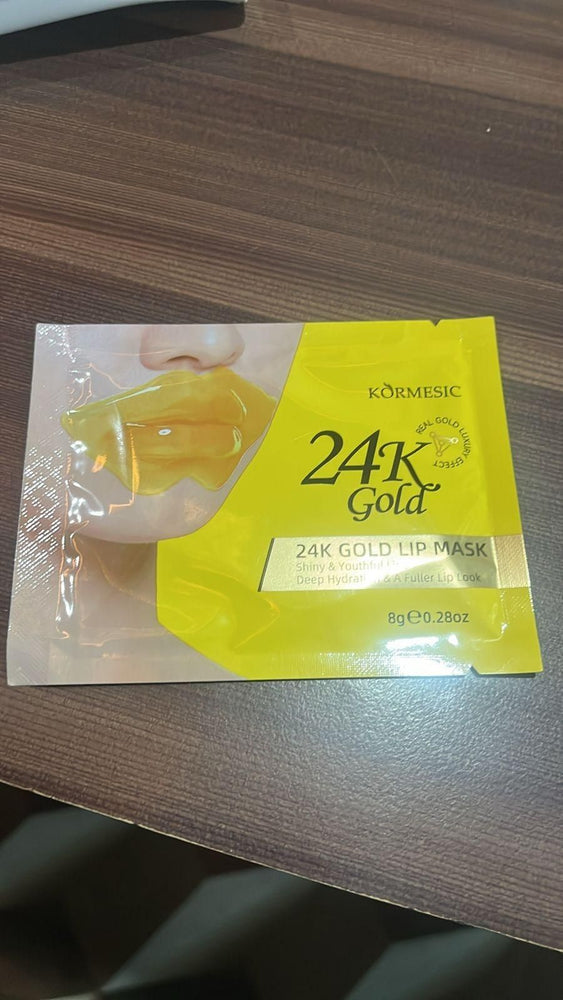 KÒRMESIC
REAL GOLD LUXURY EFFECT
24K
Gold
24K GOLD LIP MASK
Shiny & Youthful
Deep Hydration & A Fuller Lip Look
8g℮0.28oz